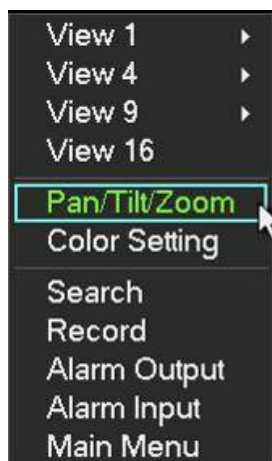 View 1
View 4
View 9
View 16
Pan/Tilt/Zoom
Color Setting
Search
Record
Alarm Output
Alarm Input
Main Menu